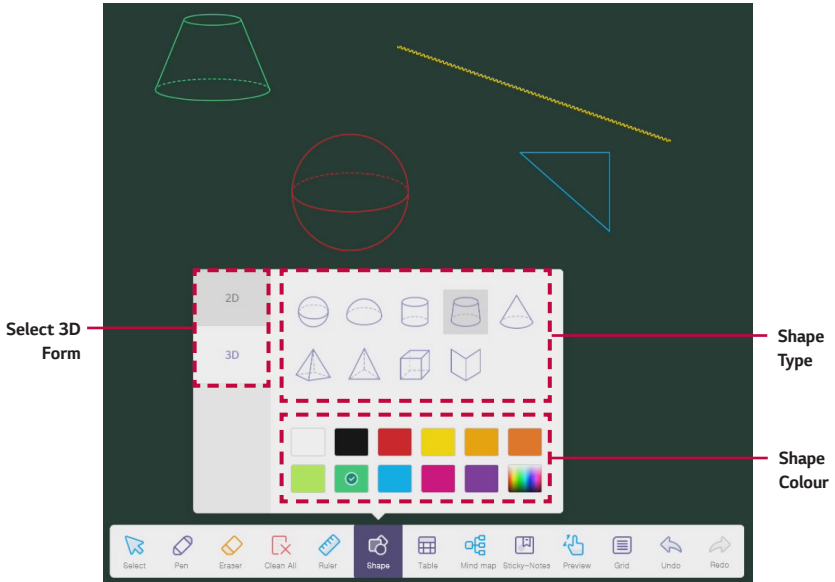 2D
Select 3D
Form
3D
Shape
Type
Shape
Colour
Select
Pen
Eraser
Clean All
Ruler
Shape
Table
Mind map
Sticky-Notes
Preview
Grid
Undo
Redo